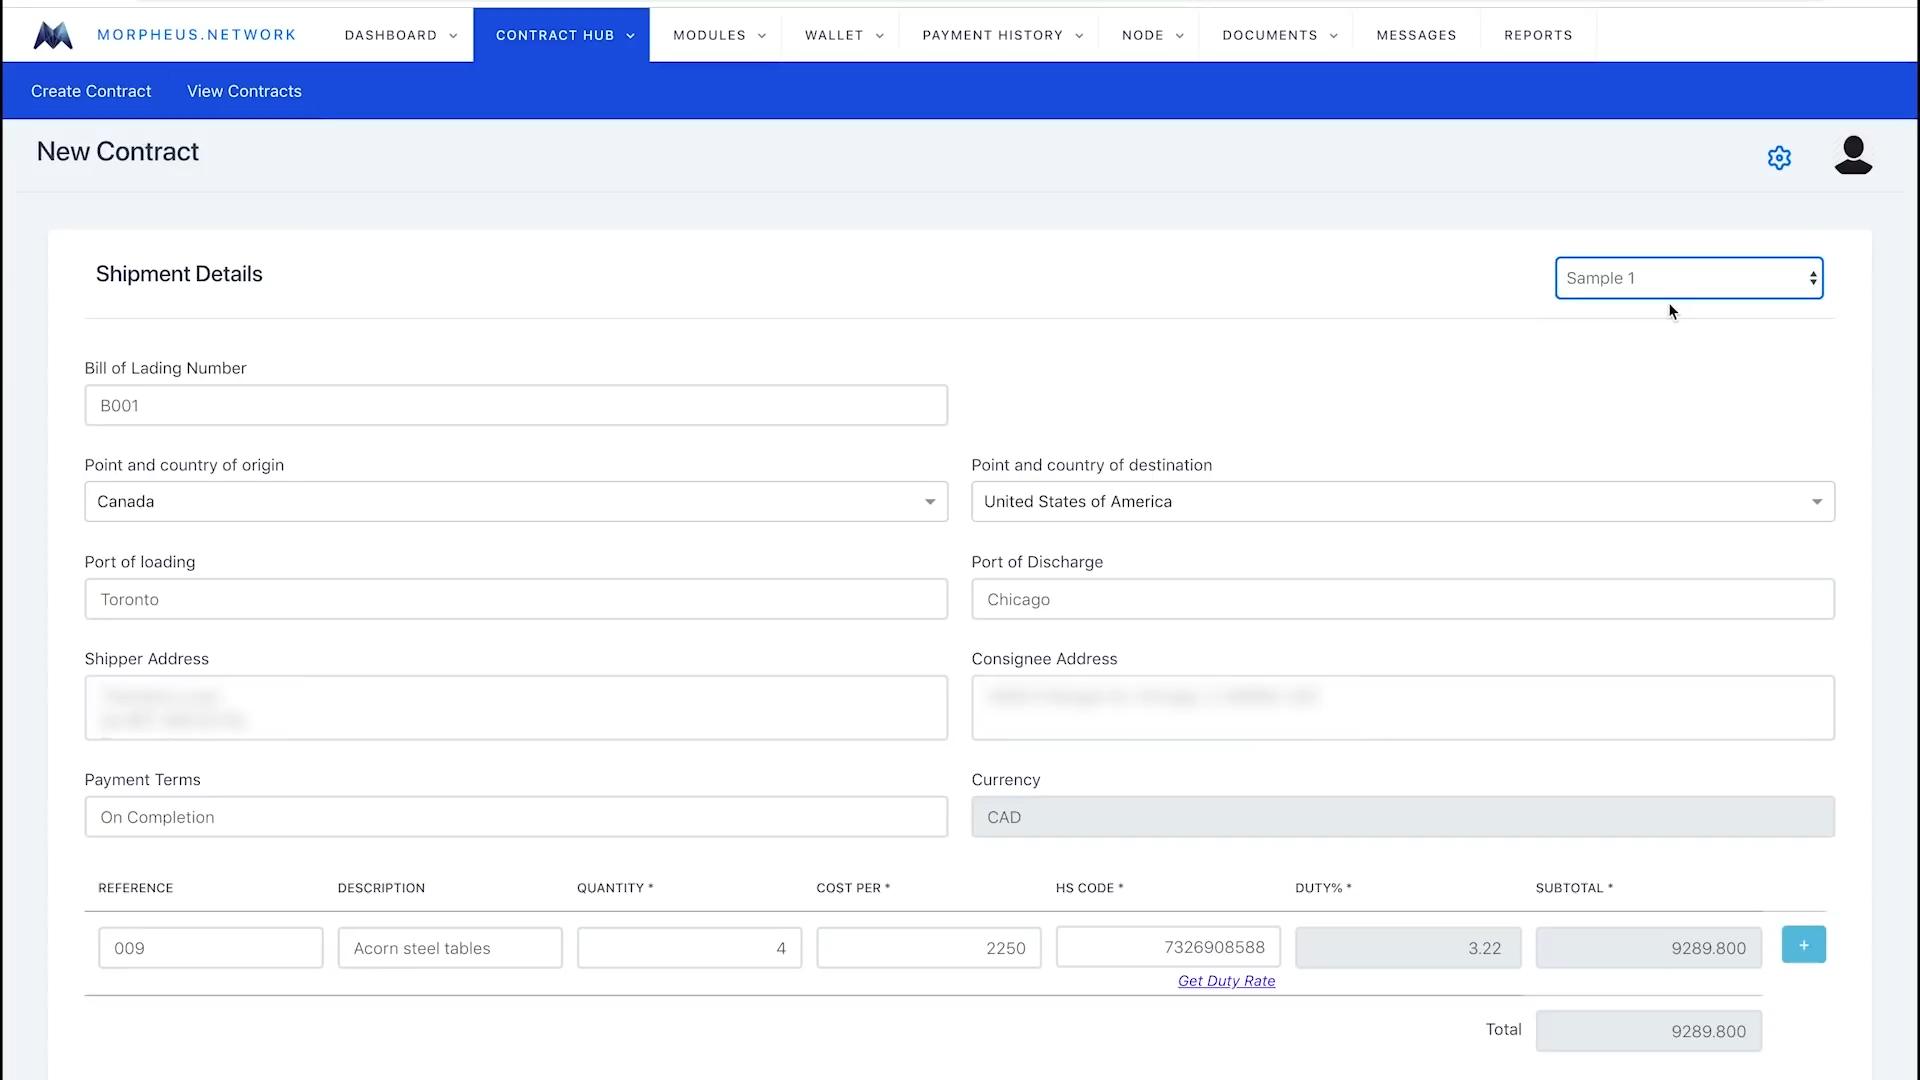 MORPHEUS.NETWORK DASHBOARD CONTRACT HUB MODULES WALLET PAYMENT HISTORY NODE DOCUMENTS MESSAGES REPORTS
Create Contract View Contracts
New Contract
Shipment Details Sample 1
Bill of Lading Number
B001
Point and country of origin Point and country of destination
Canada United States of America
Port of loading Port of Discharge
Toronto Chicago
Shipper Address Consignee Address
Payment Terms Currency
On Completion CAD
REFERENCE DESCRIPTION QUANTITY * COST PER * HS CODE * DUTY% * SUBTOTAL *
009 Acorn steel tables 4 2250 7326908588 3.22 9289.800 +
Get Duty Rate
Total 9289.800